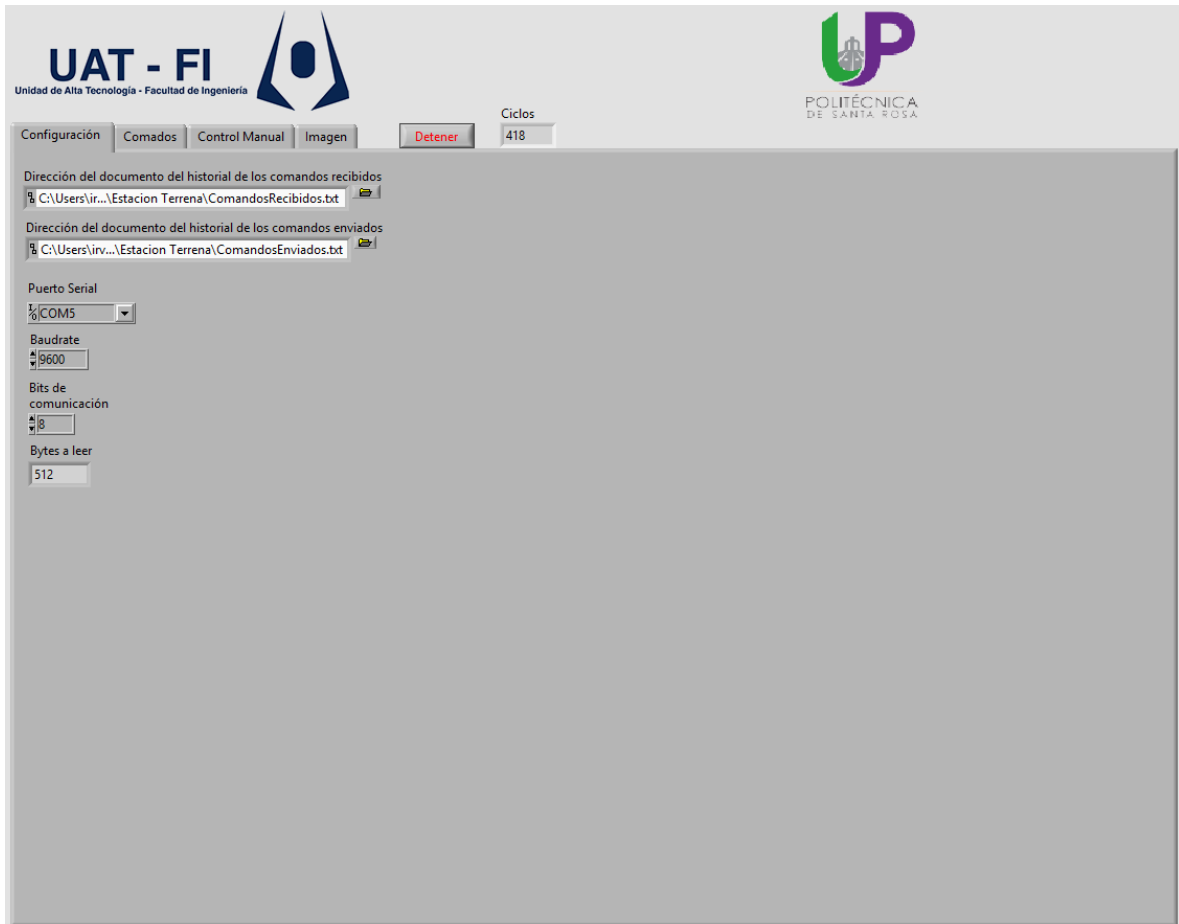 UAT - FI
Unidad de Alta Tecnología - Facultad de Ingeniería
POLITÉCNICA
DE SANTA ROSA
Ciclos
Configuración
Comados
Control Manual
Imagen
Detener
418
Dirección del documento del historial de los comandos recibidos
C:\Users\ir...\Estacion Terrena\ComandosRecibidos.txt
Dirección del documento del historial de los comandos enviados
C:\Users\irv...\Estacion Terrena\ComandosEnviados.txt
Puerto Serial
COM5
Baudrate
9600
Bits de
comunicación
8
Bytes a leer
512